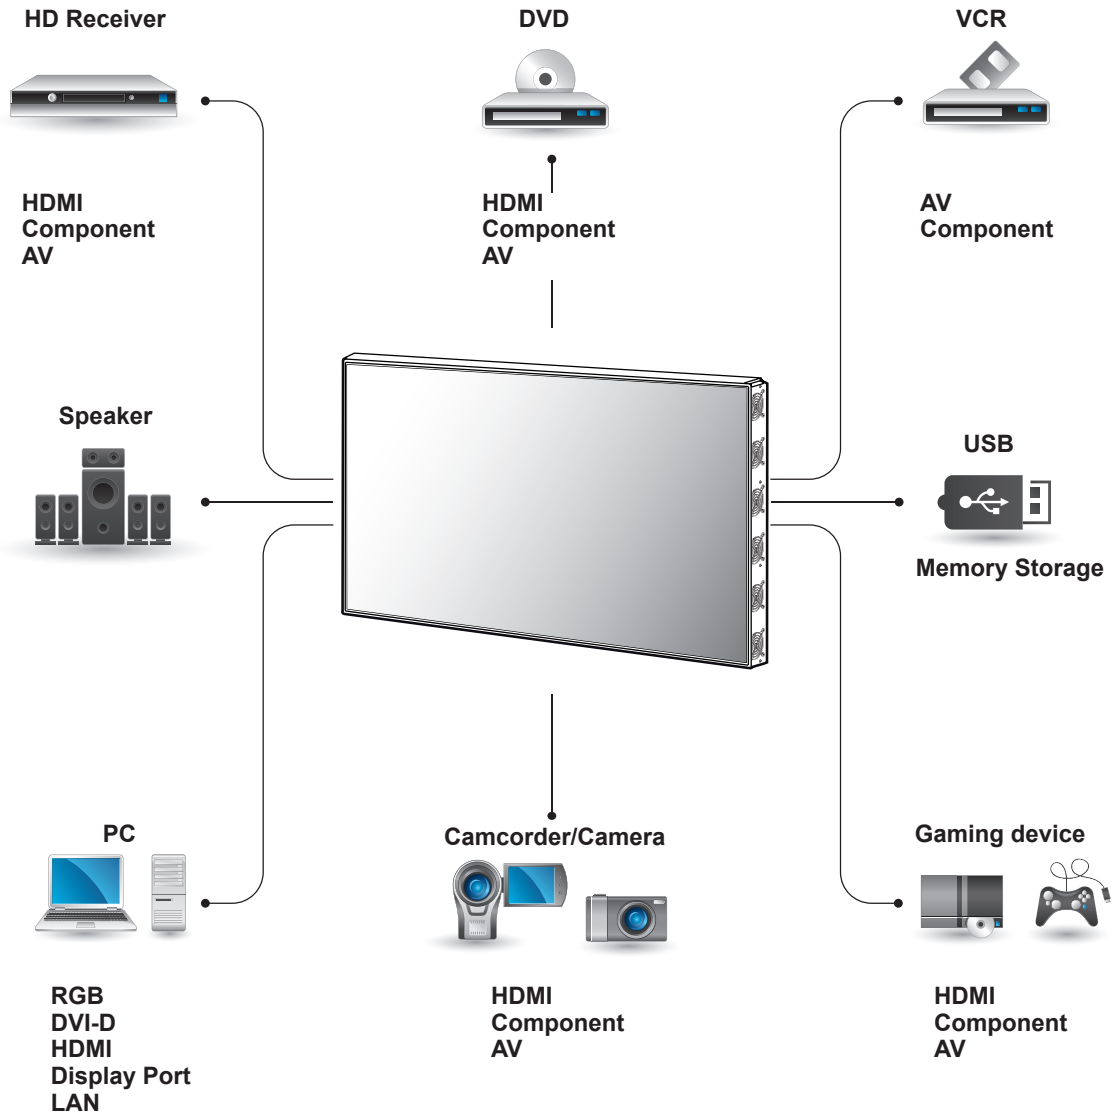 HD Receiver
DVD
VCR
HDMI
Component
AV
HDMI
Component
AV
AV
Component
Speaker
USB
Memory Storage
PC
Camcorder/Camera
Gaming device
RGB
DVI-D
HDMI
Display Port
LAN
HDMI
Component
AV
HDMI
Component
AV